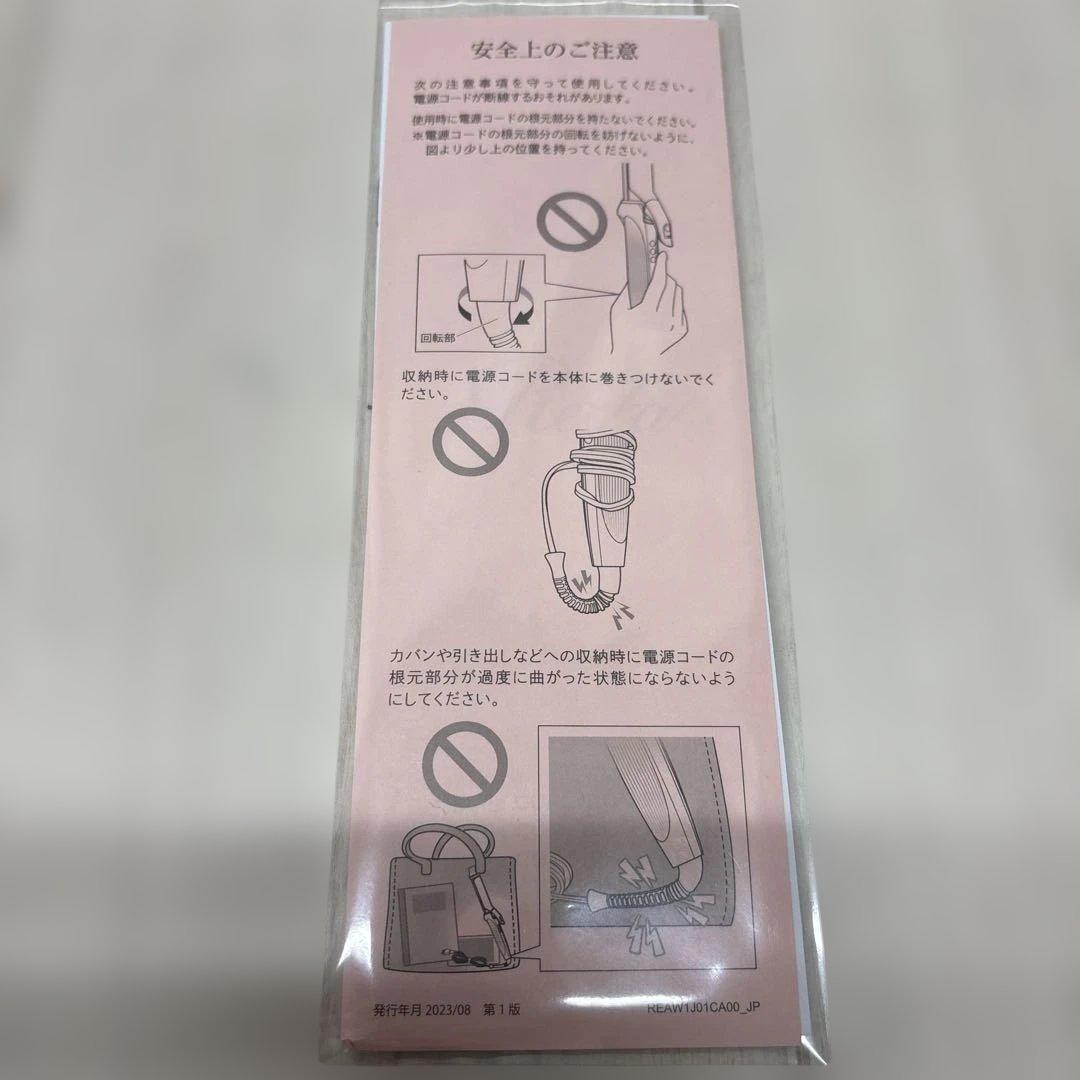 安全上のご注意
次の注意事項を守って使用してください。
電源コードが断線するおそれがあります。
使用時に電源コードの根元部分を持たないでください。
※電源コードの根元部分の回転を妨げないように、
図より少し上の位置を持ってください。
回転部
収納時に電源コードを本体に巻きつけないでく
ださい。
カバンや引き出しなどへの収納時に電源コードの
根元部分が過度に曲がった状態にならないよう
にしてください。
発行年月 2023/08 第1版
REAW1J01CA00_JP